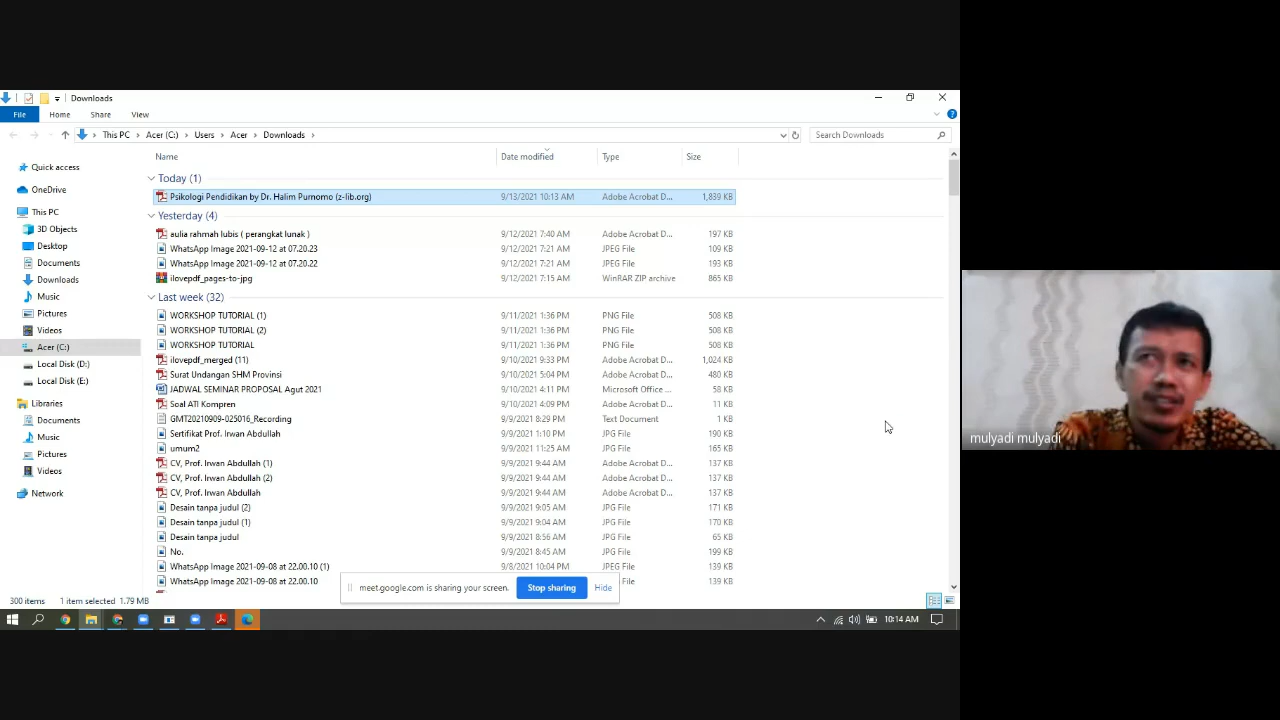 Downloads
File Home Share View
This PC Acer (C:) Users Acer Downloads
Search Downloads
Name Date modified Type Size
Today (1)
Psikologi Pendidikan by Dr. Halim Purnomo (z-lib.org) 9/13/2021 10:13 AM Adobe Acrobat D... 1,839 KB
Yesterday (4)
aulia rahmah lubis ( perangkat lunak ) 9/12/2021 7:40 AM Adobe Acrobat D... 197 KB
WhatsApp Image 2021-09-12 at 07.20.23 9/12/2021 7:21 AM JPEG File 109 KB
WhatsApp Image 2021-09-12 at 07.20.22 9/12/2021 7:21 AM JPEG File 193 KB
ilovepdf_pages-to-jpg 9/12/2021 7:15 AM WinRAR ZIP archive 865 KB
Last week (32)
WORKSHOP TUTORIAL (1) 9/11/2021 1:36 PM PNG File 508 KB
WORKSHOP TUTORIAL (2) 9/11/2021 1:36 PM PNG File 508 KB
WORKSHOP TUTORIAL 9/11/2021 1:36 PM PNG File 508 KB
ilovepdf_merged (11) 9/10/2021 9:33 PM Adobe Acrobat D... 1,024 KB
Surat Undangan SHM Provinsi 9/10/2021 5:04 PM Adobe Acrobat D... 480 KB
JADWAL SEMINAR PROPOSAL Agut 2021 9/10/2021 4:11 PM Microsoft Office ... 58 KB
Soal ATI Kompren 9/10/2021 4:09 PM Adobe Acrobat D... 11 KB
GMT20210909-025016_Recording 9/9/2021 8:29 PM Text Document 1 KB
Sertifikat Prof. Irwan Abdullah 9/9/2021 1:10 PM JPG File 190 KB
umum2 9/9/2021 11:25 AM JPG File 165 KB
CV, Prof. Irwan Abdullah (1) 9/9/2021 9:44 AM Adobe Acrobat D... 137 KB
CV, Prof. Irwan Abdullah (2) 9/9/2021 9:44 AM Adobe Acrobat D... 137 KB
CV, Prof. Irwan Abdullah 9/9/2021 9:44 AM Adobe Acrobat D... 137 KB
Desain tanpa judul (2) 9/9/2021 9:05 AM JPG File 171 KB
Desain tanpa judul (1) 9/9/2021 9:04 AM JPG File 170 KB
Desain tanpa judul 9/9/2021 8:56 AM JPG File 65 KB
No. 9/9/2021 8:45 AM JPG File 199 KB
WhatsApp Image 2021-09-08 at 22.00.10 (1) 9/8/2021 10:04 PM JPEG File 139 KB
WhatsApp Image 2021-09-08 at 22.00.10 File 139 KB
Quick access
OneDrive
This PC
3D Objects
Desktop
Documents
Downloads
Music
Pictures
Videos
Acer (C:)
Local Disk (D:)
Local Disk (E:)
Libraries
Documents
Music
Pictures
Videos
Network
meet.google.com is sharing your screen. Stop sharing Hide
300 items 1 item selected 1.79 MB
10:14 AM
mulyadi mulyadi